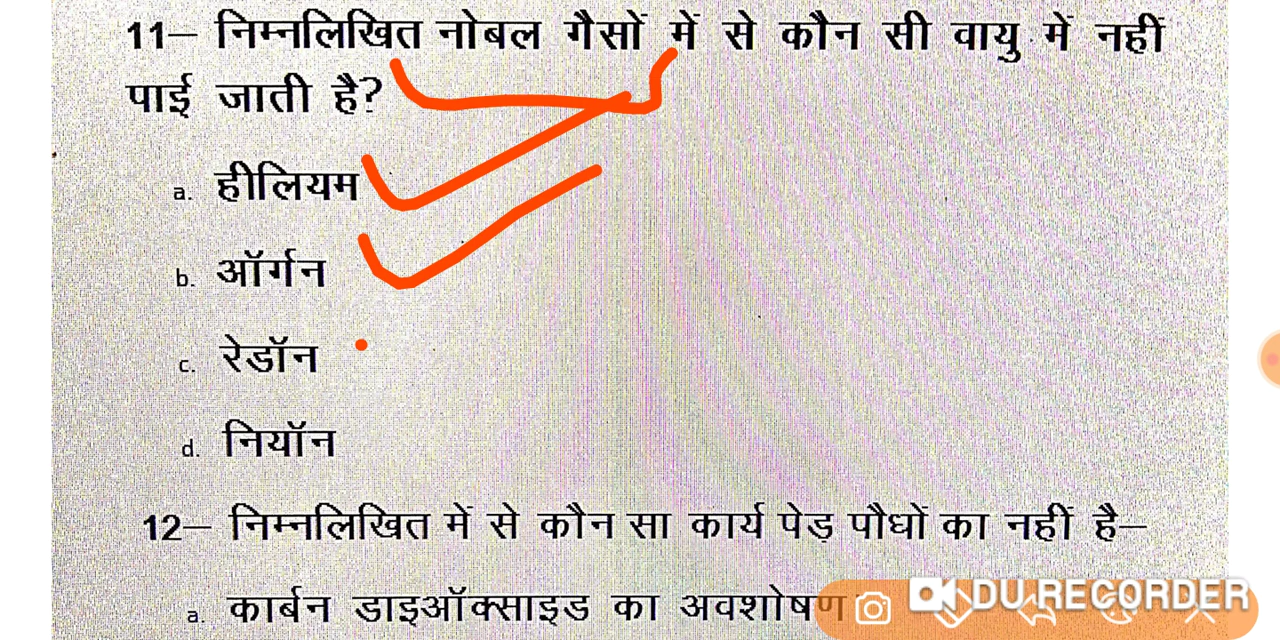 11– निम्नलिखित नोबल गैसों में से कौन सी वायु में नहीं
पाई जाती है?
a. हीलियम
b. ऑर्गन
c. रेडॉन
d. नियॉन
12– निम्नलिखित में से कौन सा कार्य पेड़ पौधों का नहीं है–
a. कार्बन डाइऑक्साइड का अवशोषण
DU RECORDER